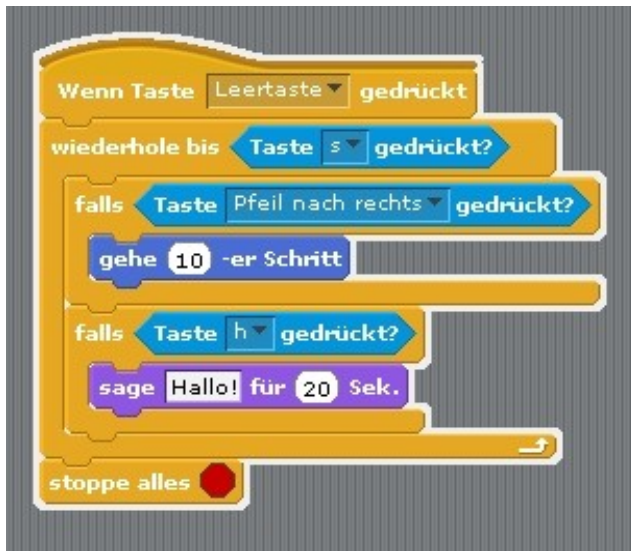 Wenn Taste Leertaste gedrückt
wiederhole bis Taste s gedrückt?
falls Taste Pfeil nach rechts gedrückt?
gehe 10 -er Schritt
falls Taste h gedrückt?
sage Hallo! für 20 Sek.
stoppe alles